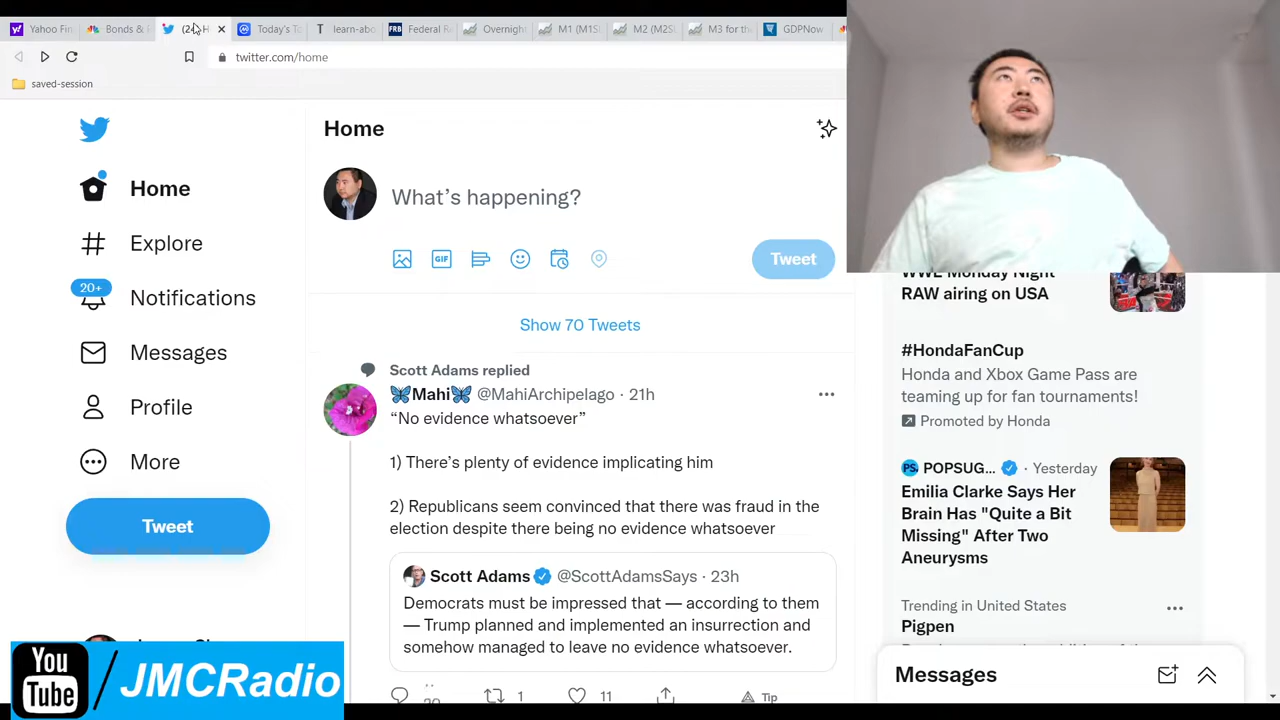 Yahoo Fin
Bonds &
(2
Today's To
learn-abo
Federal R
Overnigh
M1 (M1S
M2 (M2S
M3 for th
GDPNow
twitter.com/home
saved-session
Home
What's happening?
GIF
Tweet
Home
Explore
20+
Notifications
Messages
Profile
More
Tweet
Show 70 Tweets
Scott Adams replied
Mahi @MahiArchipelago · 21h
“No evidence whatsoever”
1) There's plenty of evidence implicating him
2) Republicans seem convinced that there was fraud in the
election despite there being no evidence whatsoever
Scott Adams @ScottAdamsSays · 23h
Democrats must be impressed that — according to them
— Trump planned and implemented an insurrection and
somehow managed to leave no evidence whatsoever.
1
11
Tip
WWE Monday Night
RAW airing on USA
#HondaFanCup
Honda and Xbox Game Pass are
teaming up for fan tournaments!
Promoted by Honda
POPSUG... · Yesterday
Emilia Clarke Says Her
Brain Has "Quite a Bit
Missing" After Two
Aneurysms
Trending in United States
Pigpen
Messages
You
Tube
/JMCRadio